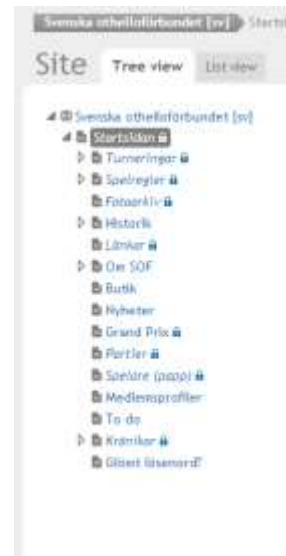 Svenska othelloförbundet [sv] Starts
Site Tree view List view
Svenska othelloförbundet [sv]
Startsidan
Turneringar
Spelregler
Fotoarkiv
Historik
Länkar
Om SOF
Butik
Nyheter
Grand Prix
Partier
Spelare (papp)
Medlemsprofiler
To do
Krönikor
Glömt lösenord?